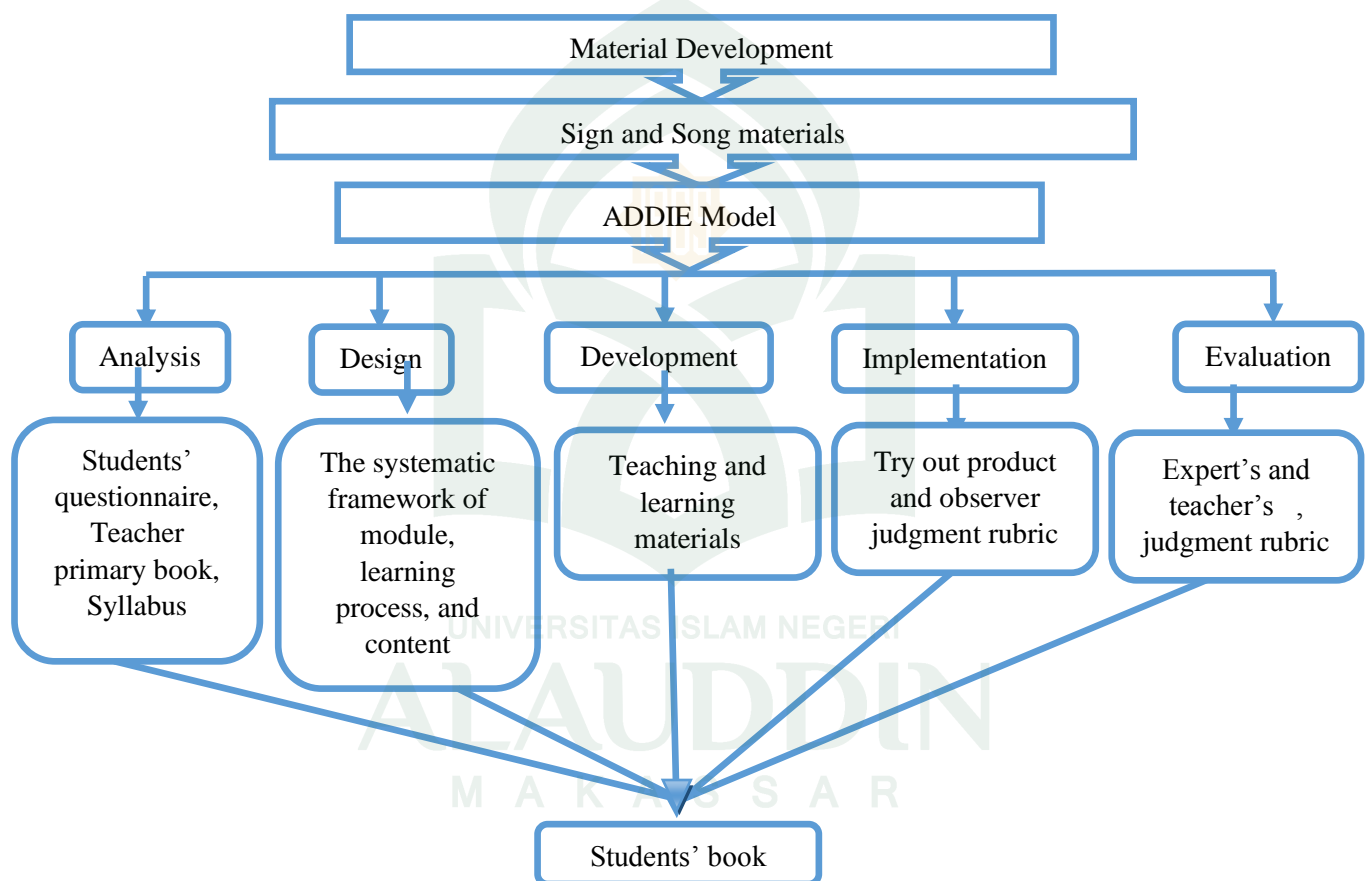 Material Development
Sign and Song materials
ADDIE Model
Analysis
Design
Development
Implementation
Evaluation
Students’
questionnaire,
Teacher
primary book,
Syllabus
The systematic
framework of
module,
learning
process, and
content
Teaching and
learning
materials
Try out product
and observer
judgment rubric
Expert’s and
teacher’s ,
judgment rubric
UNIVERSITAS ISLAM NEGERI
ALAUDDIN
MAKASSAR
Students’ book